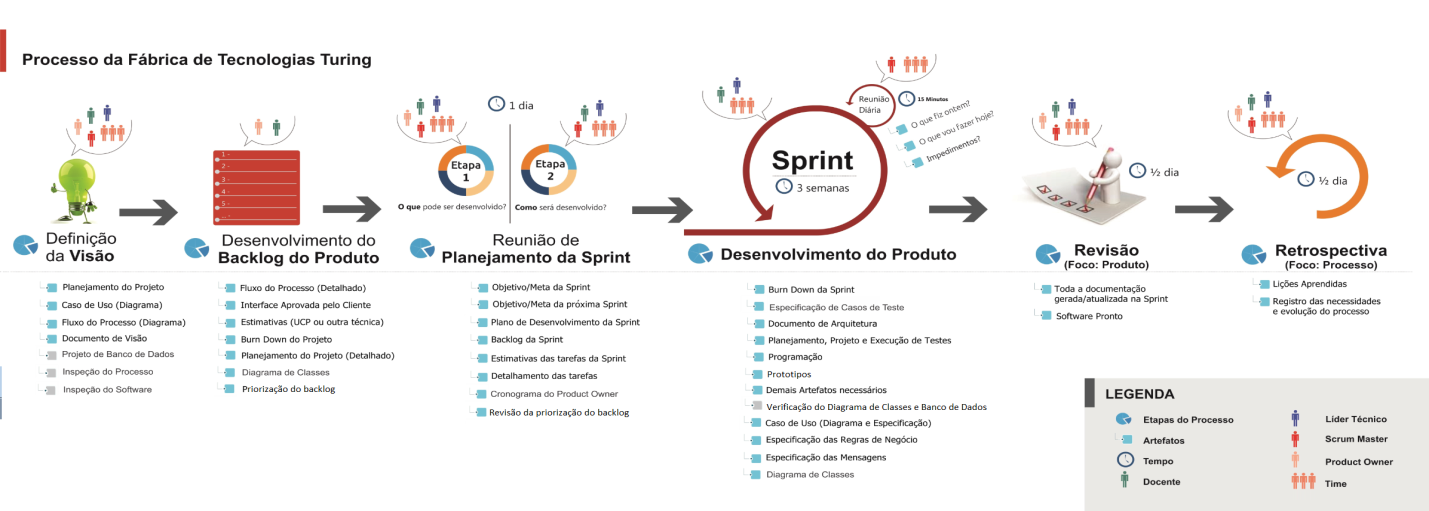 Processo da Fábrica de Tecnologias Turing
1 -
2 -
3 -
4 -
5 -
... -
1 dia
Etapa
1
Etapa
2
O que pode ser desenvolvido?
Como será desenvolvido?
Reunião
Diária
15 Minutos
O que fiz ontem?
O que vou fazer hoje?
Impedimentos?
Sprint
3 semanas
½ dia
½ dia
Definição
da Visão
Planejamento do Projeto
Caso de Uso (Diagrama)
Fluxo do Processo (Diagrama)
Documento de Visão
Projeto de Banco de Dados
Inspeção do Processo
Inspeção do Software
Desenvolvimento do
Backlog do Produto
Fluxo do Processo (Detalhado)
Interface Aprovada pelo Cliente
Estimativas (UCP ou outra técnica)
Burn Down do Projeto
Planejamento do Projeto (Detalhado)
Diagrama de Classes
Priorização do backlog
Reunião de
Planejamento da Sprint
Objetivo/Meta da Sprint
Objetivo/Meta da próxima Sprint
Plano de Desenvolvimento da Sprint
Backlog da Sprint
Estimativas das tarefas da Sprint
Detalhamento das tarefas
Cronograma do Product Owner
Revisão da priorização do backlog
Desenvolvimento do Produto
Burn Down da Sprint
Especificação de Casos de Teste
Documento de Arquitetura
Planejamento, Projeto e Execução de Testes
Programação
Prototipos
Demais Artefatos necessários
Verificação do Diagrama de Classes e Banco de Dados
Caso de Uso (Diagrama e Especificação)
Especificação das Regras de Negócio
Especificação das Mensagens
Diagrama de Classes
Revisão
(Foco: Produto)
Toda a documentação
gerada/atualizada na Sprint
Software Pronto
Retrospectiva
(Foco: Processo)
Lições Aprendidas
Registro das necessidades
e evolução do processo
LEGENDA
Etapas do Processo
Artefatos
Tempo
Docente
Líder Técnico
Scrum Master
Product Owner
Time